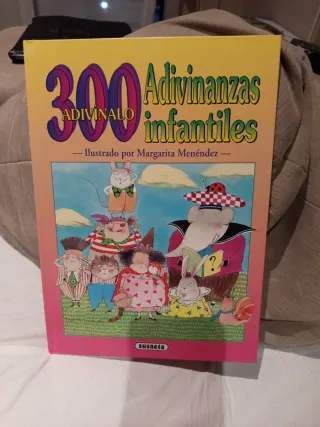 300 Adivinanzas
ADIVÍNALO
infantiles
— Ilustrado por Margarita Menéndez —
?
susaeta